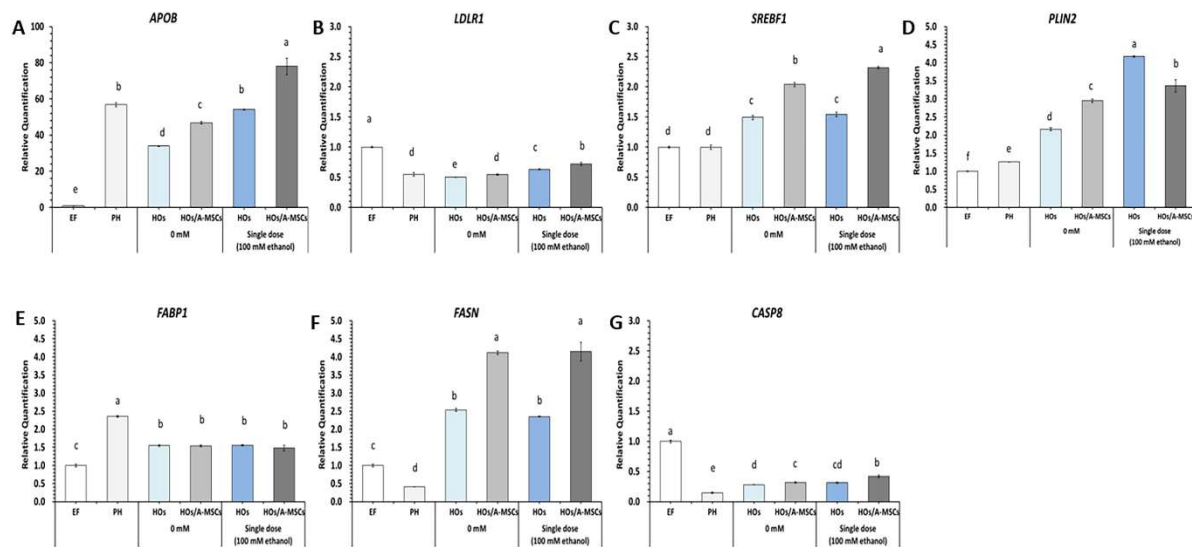 A
APOB
Relative Quantification
100
80
60
40
20
0
e
b
d
c
b
a
EF
PH
HOs
HOs/A-MSCs
HOs
HOs/A-MSCs
0 mM
Single dose
(100 mM ethanol)
B
LDLR1
Relative Quantification
3.0
2.5
2.0
1.5
1.0
0.5
0.0
a
d
e
d
c
b
EF
PH
HOs
HOs/A-MSCs
HOs
HOs/A-MSCs
0 mM
Single dose
(100 mM ethanol)
C
SREBF1
Relative Quantification
3.0
2.5
2.0
1.5
1.0
0.5
0.0
d
d
c
b
c
a
EF
PH
HOs
HOs/A-MSCs
HOs
HOs/A-MSCs
0 mM
Single dose
(100 mM ethanol)
D
PLIN2
Relative Quantification
5.0
4.5
4.0
3.5
3.0
2.5
2.0
1.5
1.0
0.5
0.0
f
e
d
c
a
b
EF
PH
HOs
HOs/A-MSCs
HOs
HOs/A-MSCs
0 mM
Single dose
(100 mM ethanol)
E
FABP1
Relative Quantification
5.0
4.5
4.0
3.5
3.0
2.5
2.0
1.5
1.0
0.5
0.0
c
a
b
b
b
b
EF
PH
HOs
HOs/A-MSCs
HOs
HOs/A-MSCs
0 mM
Single dose
(100 mM ethanol)
F
FASN
Relative Quantification
5.0
4.5
4.0
3.5
3.0
2.5
2.0
1.5
1.0
0.5
0.0
c
d
b
a
b
a
EF
PH
HOs
HOs/A-MSCs
HOs
HOs/A-MSCs
0 mM
Single dose
(100 mM ethanol)
G
CASP8
Relative Quantification
3.0
2.5
2.0
1.5
1.0
0.5
0.0
a
e
d
c
cd
b
EF
PH
HOs
HOs/A-MSCs
HOs
HOs/A-MSCs
0 mM
Single dose
(100 mM ethanol)